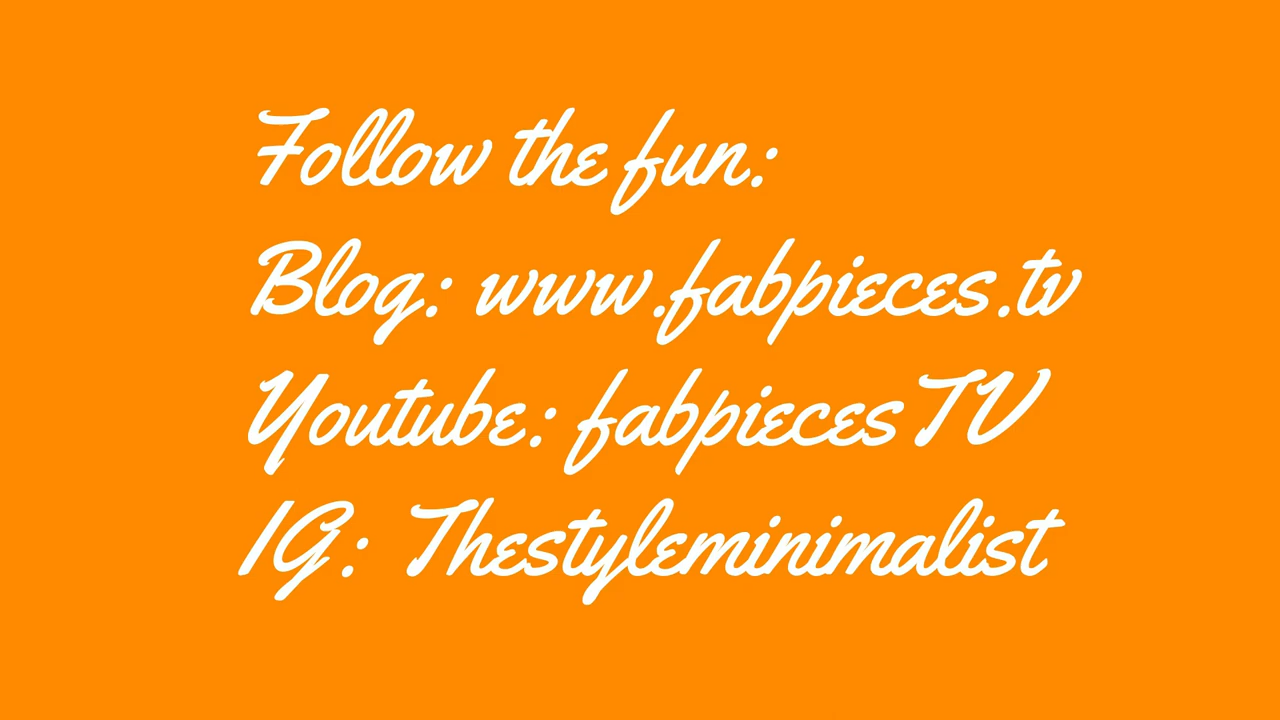 Follow the fun:
Blog: www.fabpieces.tv
Youtube: fabpiecesTV
IG: Thestyleminimalist